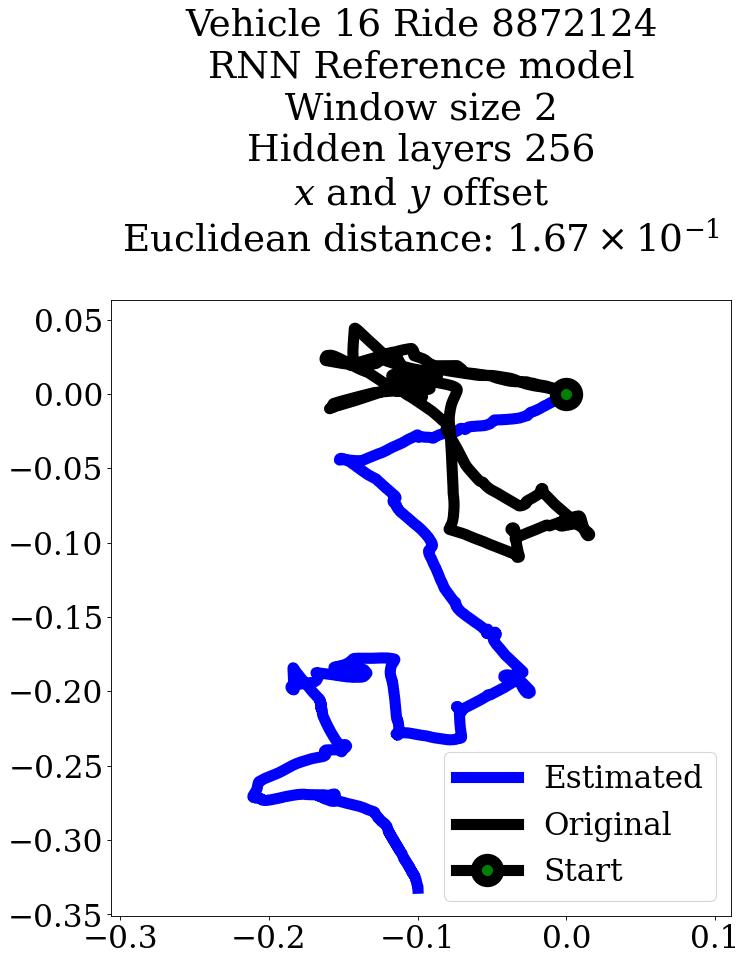 Vehicle 16 Ride 8872124
RNN Reference model
Window size 2
Hidden layers 256
x and y offset
Euclidean distance: 1.67 × 10⁻¹
0.05
0.00
−0.05
−0.10
−0.15
−0.20
−0.25
−0.30
−0.35
Estimated
Original
Start
−0.3 −0.2 −0.1 0.0 0.1